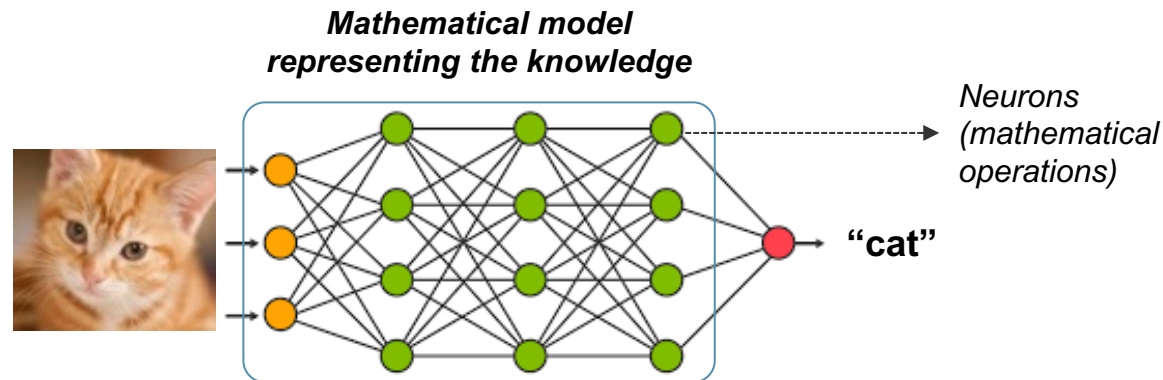 Mathematical model
representing the knowledge
Neurons
(mathematical
operations)
“cat”